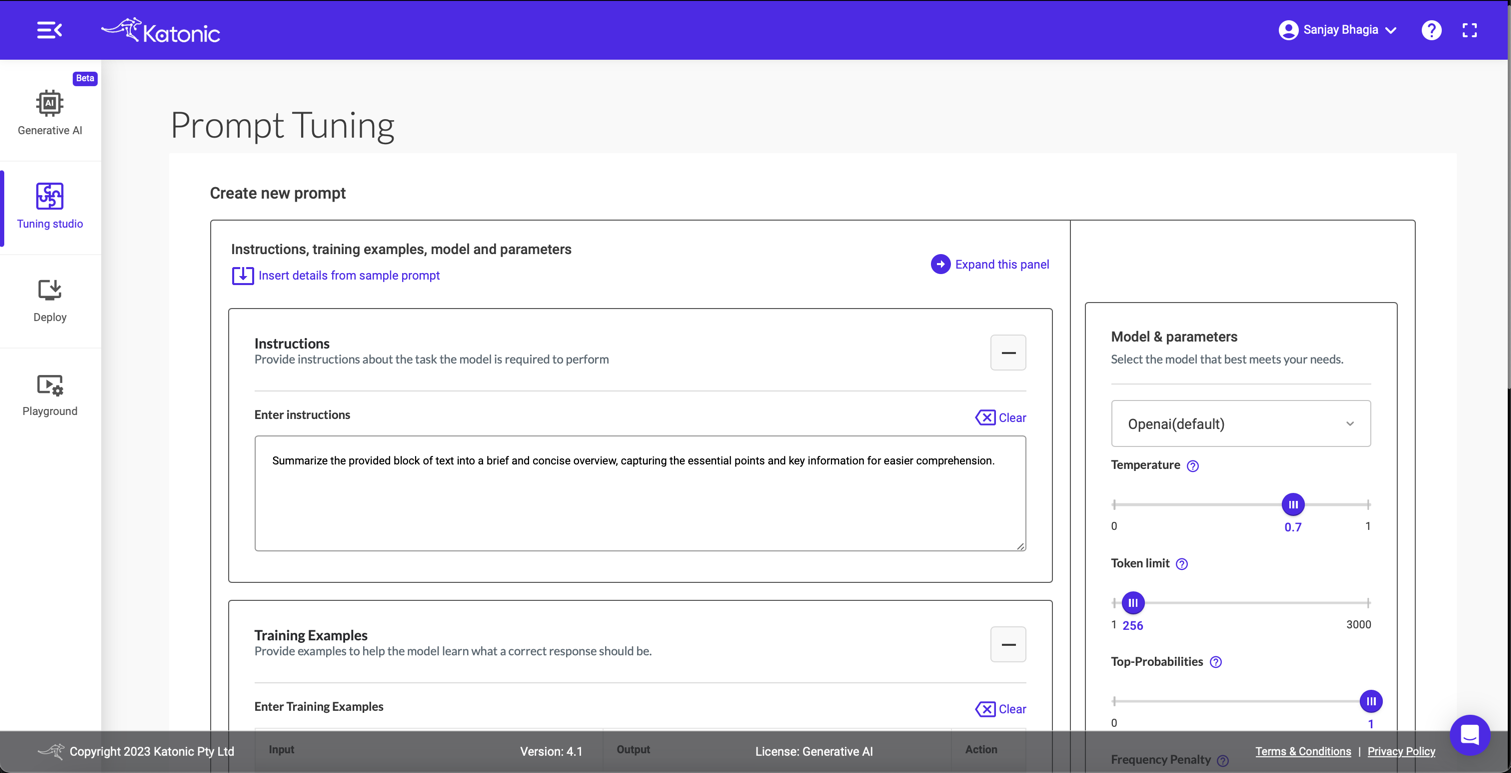 Katonic
Sanjay Bhagia
Beta
Generative AI
Tuning studio
Deploy
Playground
Prompt Tuning
Create new prompt
Instructions, training examples, model and parameters
Insert details from sample prompt
Expand this panel
Instructions
Provide instructions about the task the model is required to perform
Enter instructions
Clear
Summarize the provided block of text into a brief and concise overview, capturing the essential points and key information for easier comprehension.
Training Examples
Provide examples to help the model learn what a correct response should be.
Enter Training Examples
Clear
Input Output Action
Model & parameters
Select the model that best meets your needs.
Openai(default)
Temperature
0 0.7 1
Token limit
1 256 3000
Top-Probabilities
0 1
Frequency Penalty
Copyright 2023 Katonic Pty Ltd Version: 4.1 License: Generative AI Terms & Conditions | Privacy Policy